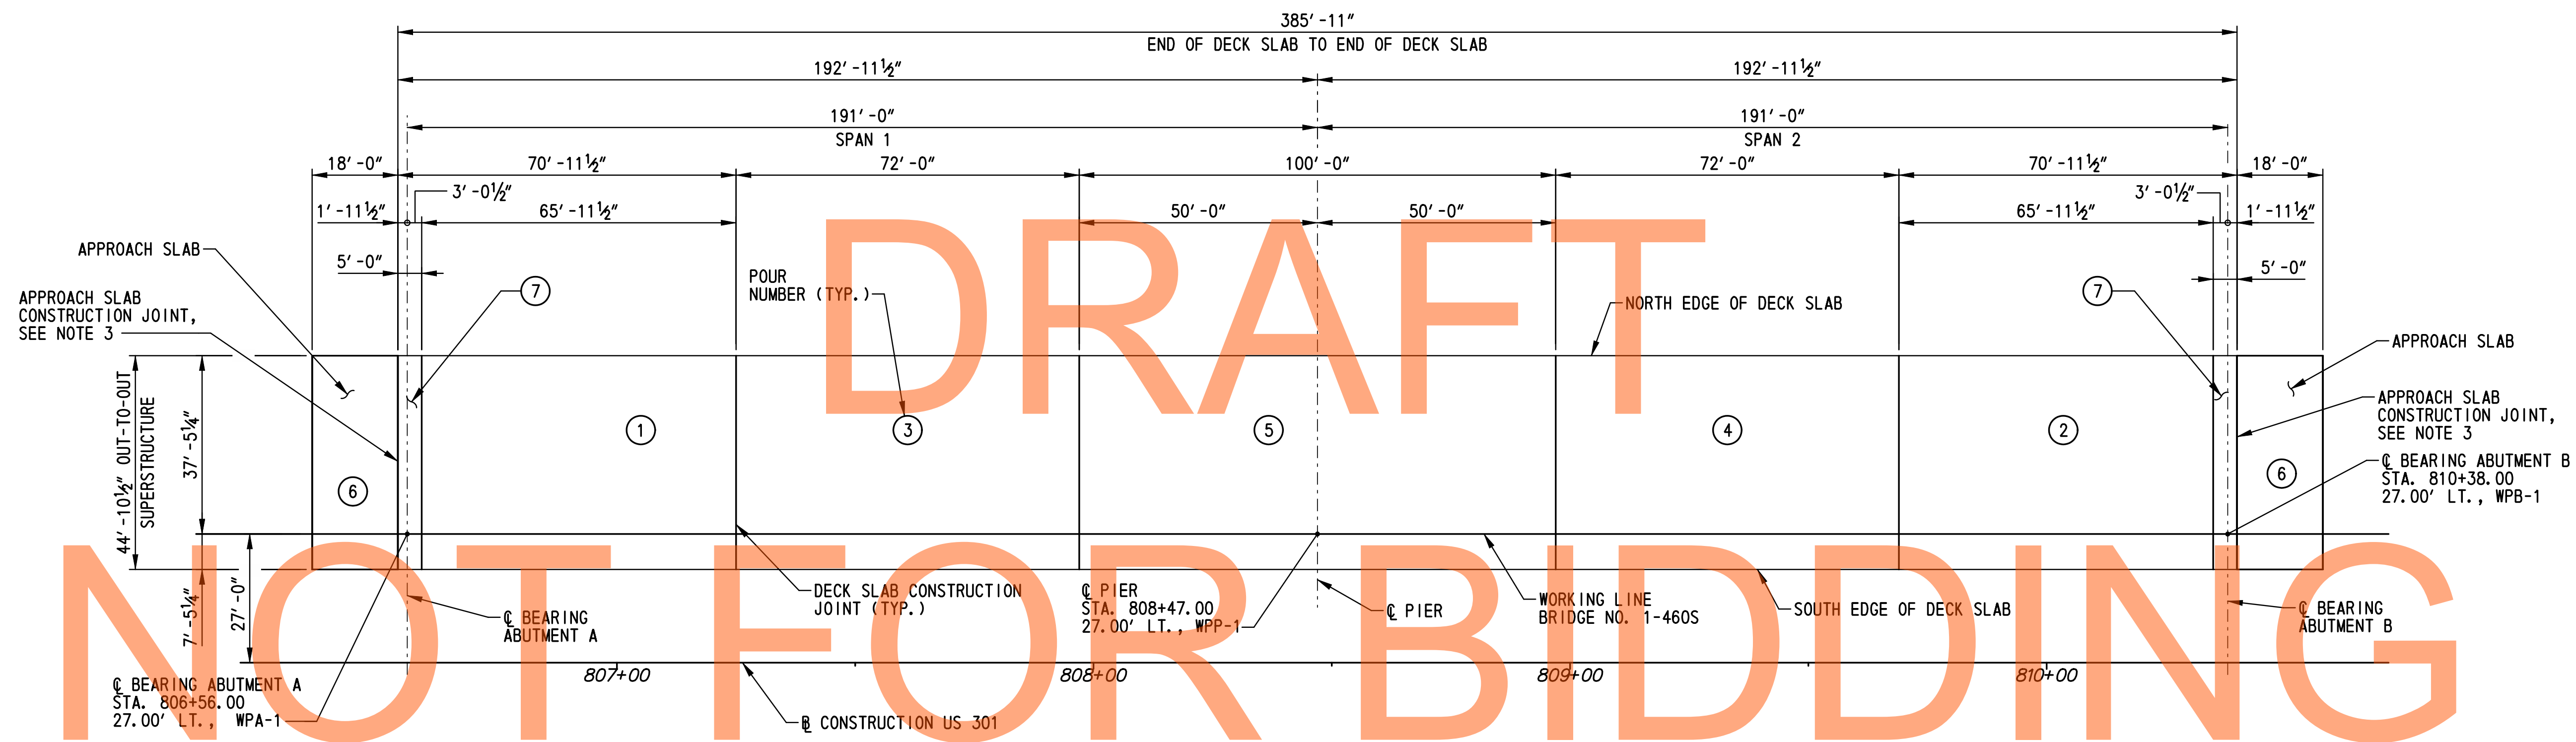 385'-11"
END OF DECK SLAB TO END OF DECK SLAB
192'-11½"
192'-11½"
191'-0"
SPAN 1
191'-0"
SPAN 2
18'-0"
70'-11½"
72'-0"
100'-0"
72'-0"
70'-11½"
18'-0"
3'-0½"
3'-0½"
1'-11½"
65'-11½"
50'-0"
50'-0"
65'-11½"
1'-11½"
APPROACH SLAB
5'-0"
5'-0"
POUR
NUMBER (TYP.)
7
7
APPROACH SLAB
CONSTRUCTION JOINT,
SEE NOTE 3
NORTH EDGE OF DECK SLAB
APPROACH SLAB
DRAFT
44'-10½" OUT-TO-OUT
SUPERSTRUCTURE
37'-5¼"
1
3
5
4
2
6
6
APPROACH SLAB
CONSTRUCTION JOINT,
SEE NOTE 3
℄ BEARING ABUTMENT B
STA. 810+38.00
27.00' LT., WPB-1
7'-5¼"
27'-0"
℄ BEARING
ABUTMENT A
DECK SLAB CONSTRUCTION
JOINT (TYP.)
℄ PIER
STA. 808+47.00
27.00' LT., WPP-1
℄ PIER
WORKING LINE
BRIDGE NO. 1-460S
SOUTH EDGE OF DECK SLAB
℄ BEARING
ABUTMENT B
NOT FOR BIDDING
807+00
808+00
809+00
810+00
℄ BEARING ABUTMENT A
STA. 806+56.00
27.00' LT., WPA-1
BL CONSTRUCTION US 301